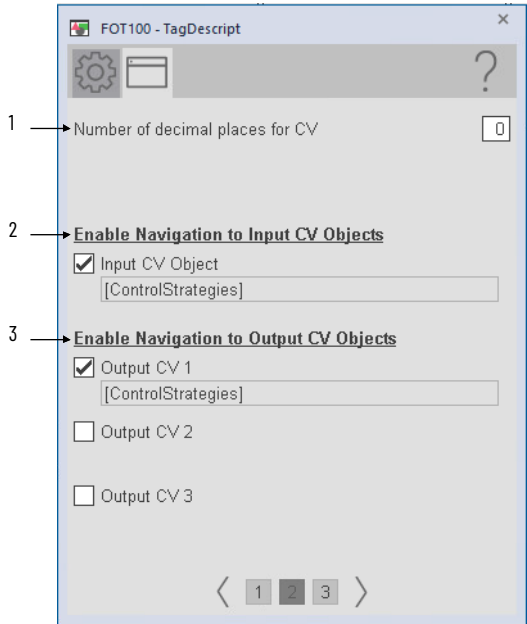 FOT100 - TagDescript
×
?
1
Number of decimal places for CV
0
2
Enable Navigation to Input CV Objects
Input CV Object
[ControlStrategies]
3
Enable Navigation to Output CV Objects
Output CV 1
[ControlStrategies]
Output CV 2
Output CV 3
1 2 3